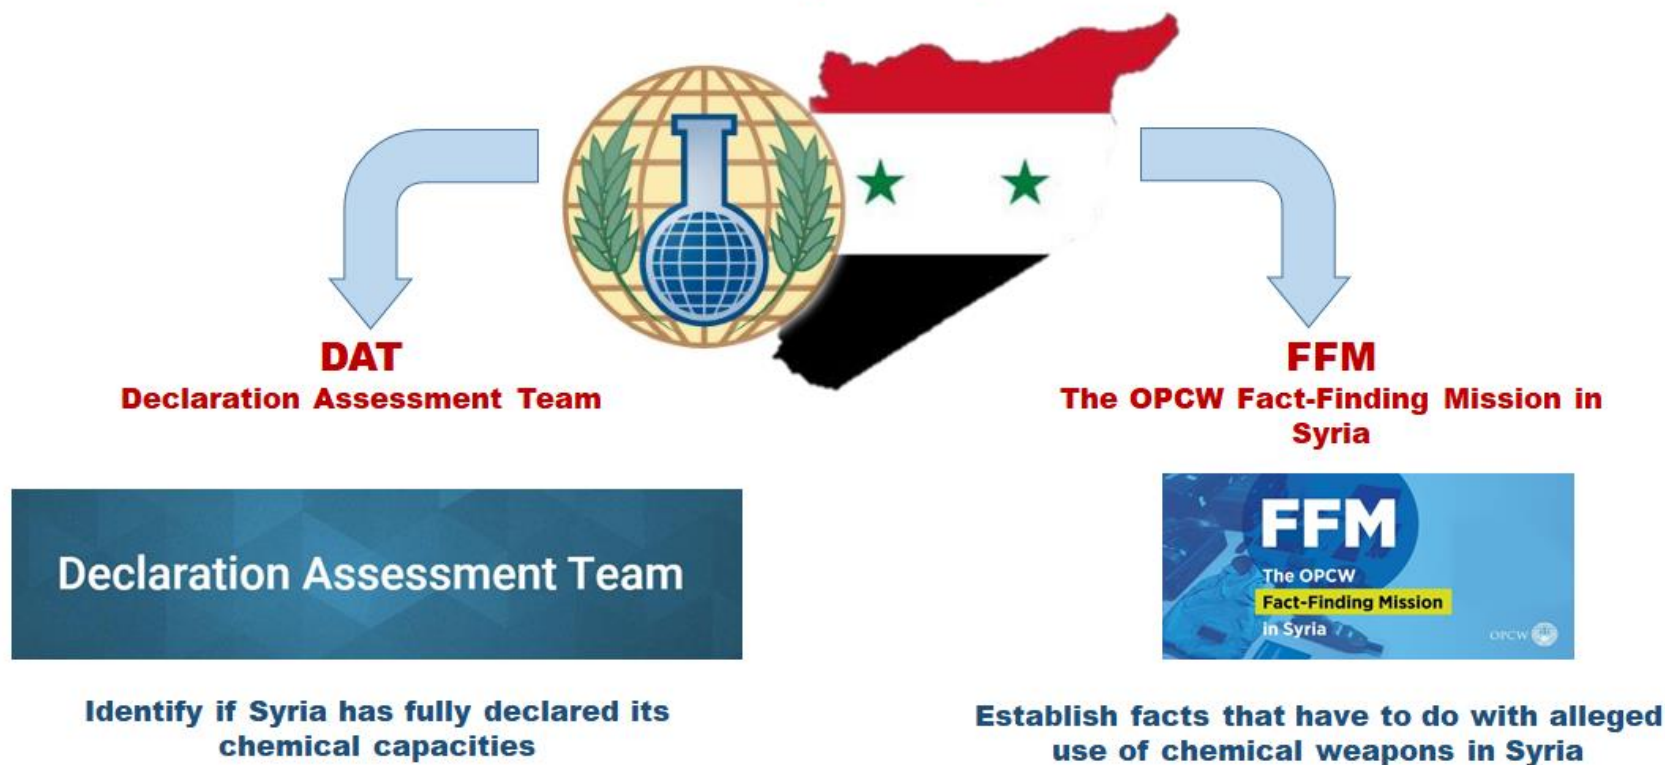 DAT
Declaration Assessment Team
FFM
The OPCW Fact-Finding Mission in
Syria
Declaration Assessment Team
FFM
The OPCW
Fact-Finding Mission
in Syria
OPCW
Identify if Syria has fully declared its
chemical capacities
Establish facts that have to do with alleged
use of chemical weapons in Syria